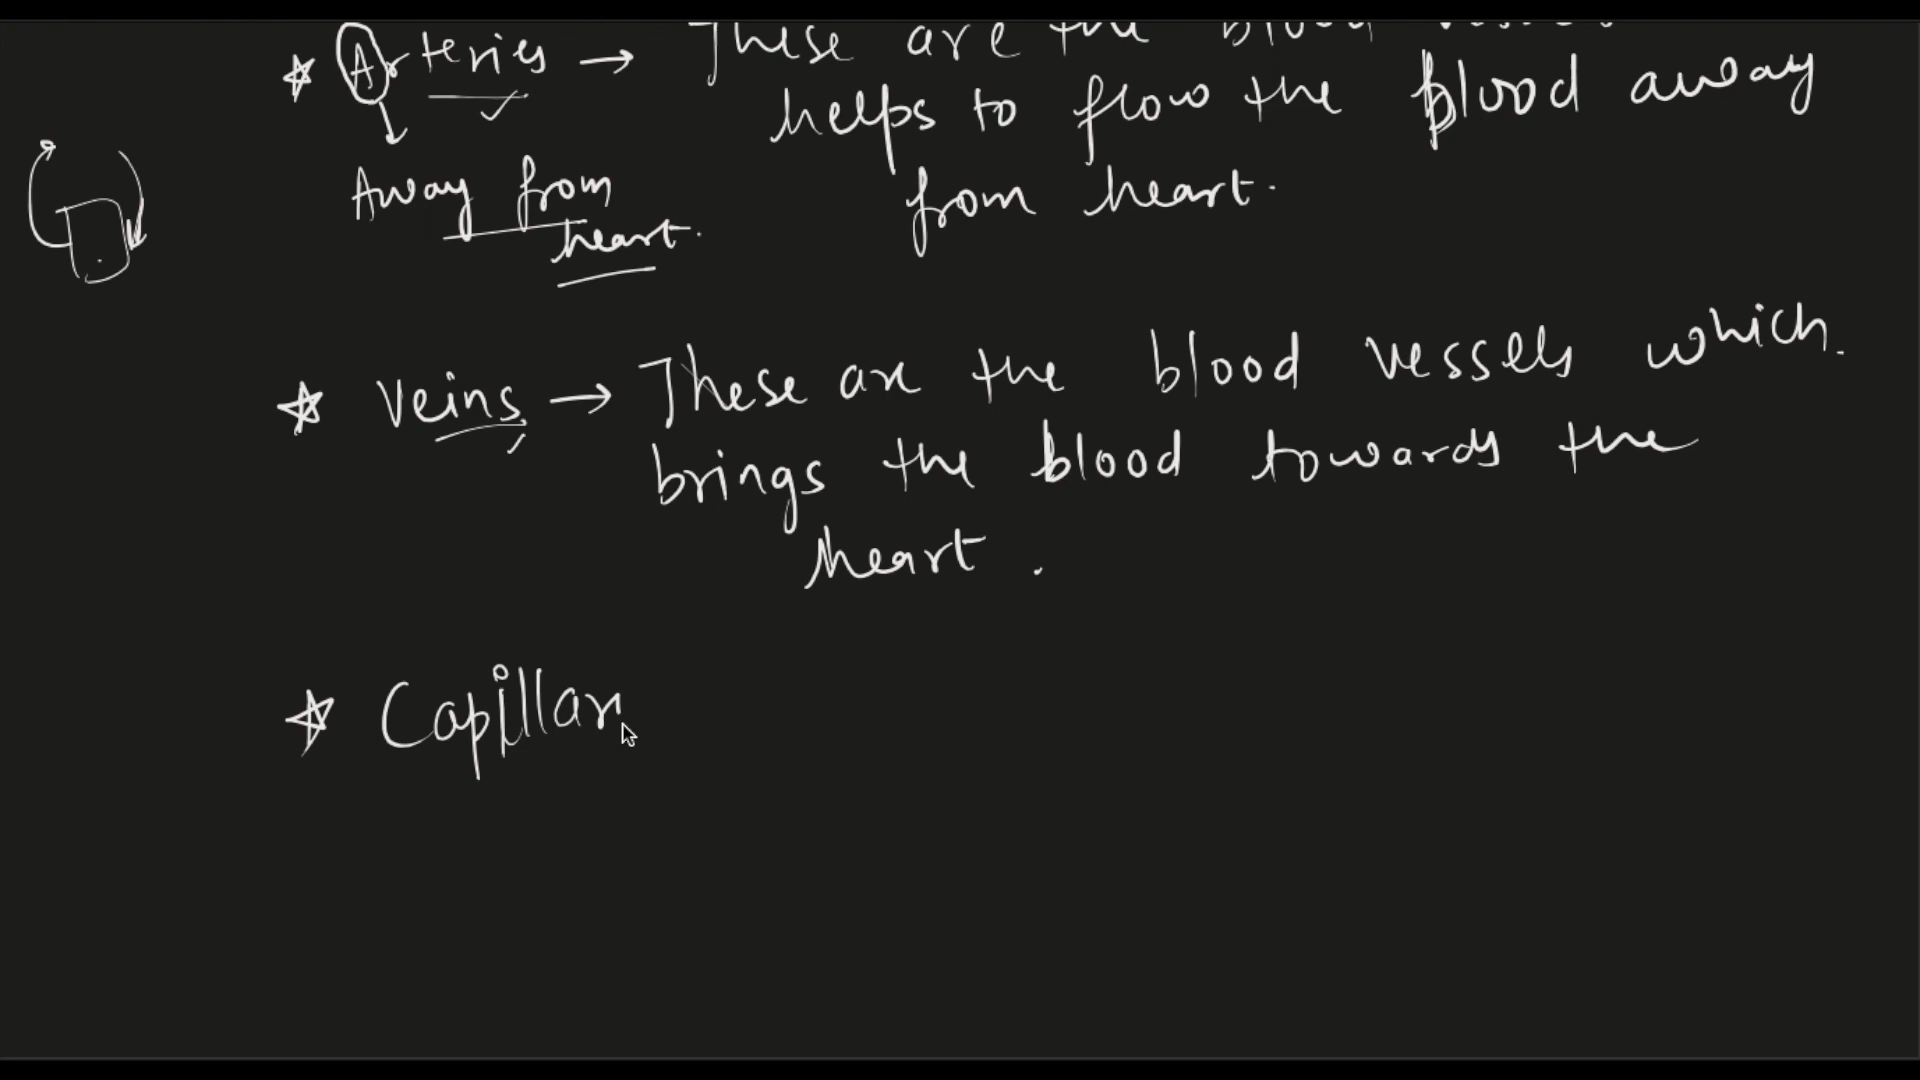 ☆ Arteries → These are the blood
helps to flow the blood away
Away from from heart.
heart.
☆ Veins → These are the blood vessels which
brings the blood towards the
heart.
☆ Capillar